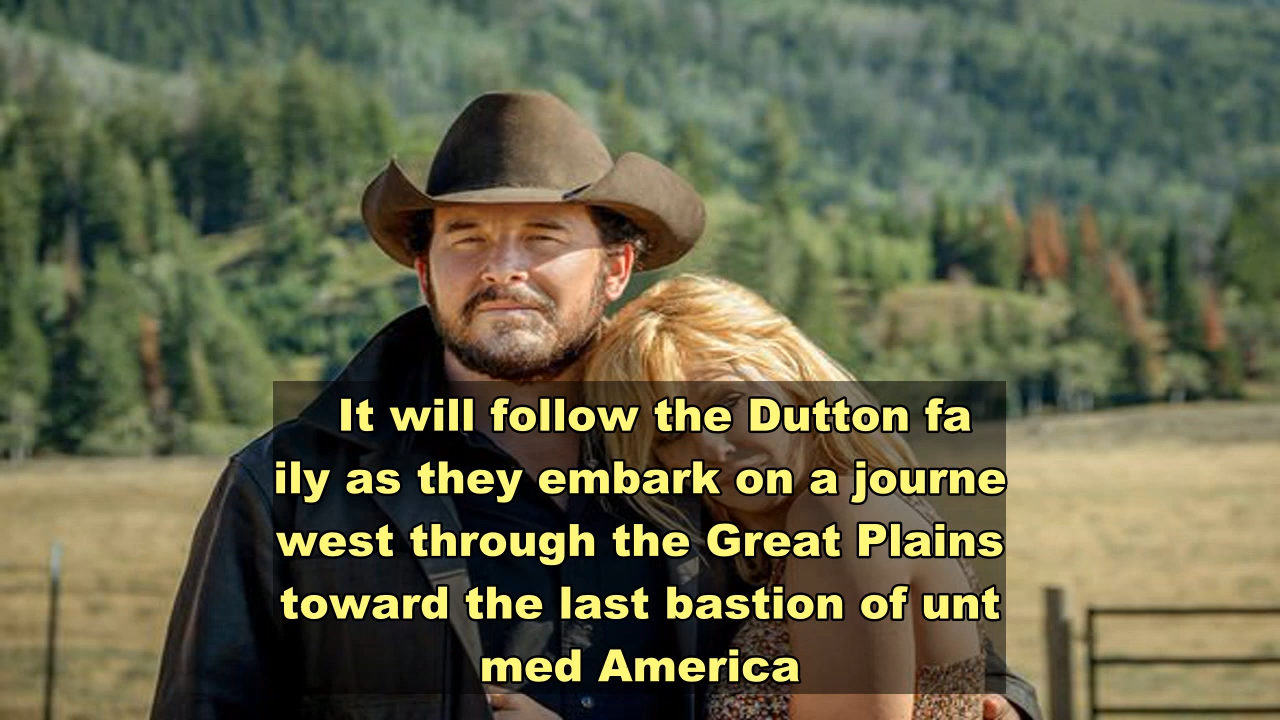 It will follow the Dutton fa
ily as they embark on a journe
west through the Great Plains
toward the last bastion of unt
med America